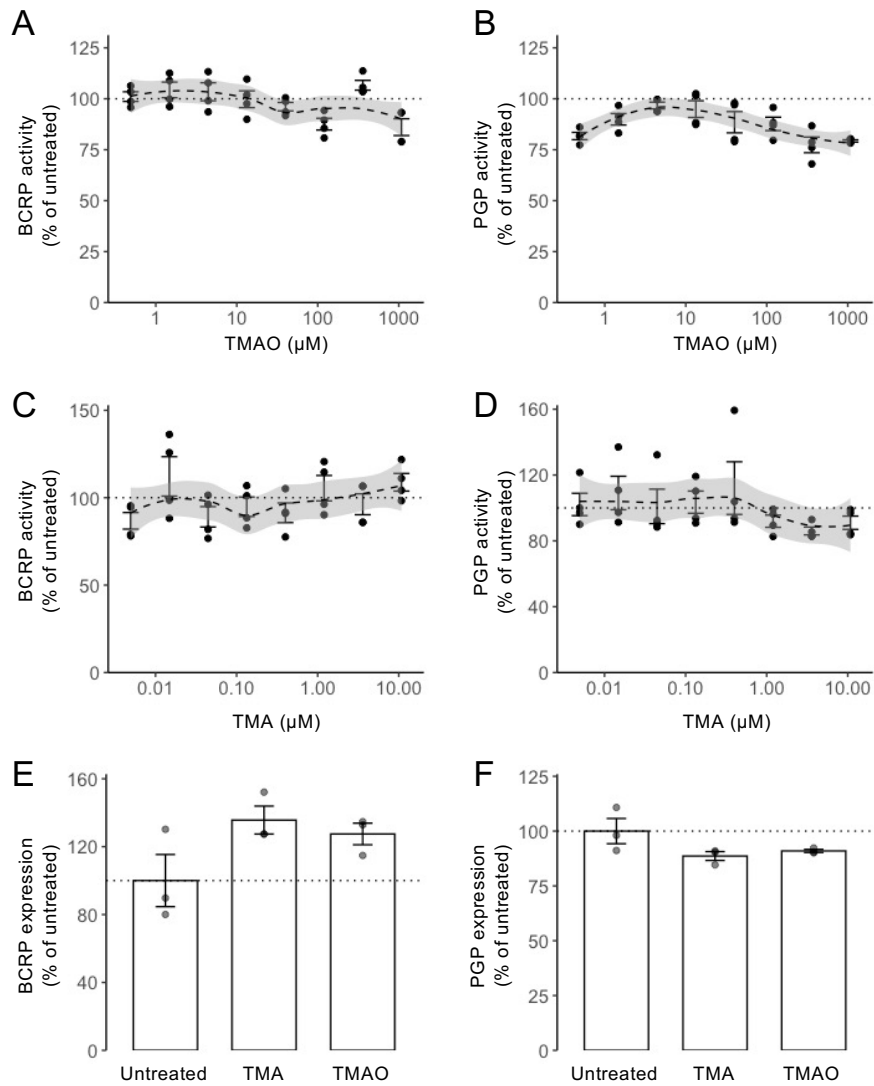 A
B
125
100
75
50
25
0
BCRP activity
(% of untreated)
1
10
100
1000
TMAO (µM)
125
100
75
50
25
0
PGP activity
(% of untreated)
1
10
100
1000
TMAO (µM)
C
D
150
100
50
0
BCRP activity
(% of untreated)
0.01
0.10
1.00
10.00
TMA (µM)
160
120
80
40
0
PGP activity
(% of untreated)
0.01
0.10
1.00
10.00
TMA (µM)
E
F
160
120
80
40
0
BCRP expression
(% of untreated)
Untreated
TMA
TMAO
125
100
75
50
25
0
PGP expression
(% of untreated)
Untreated
TMA
TMAO